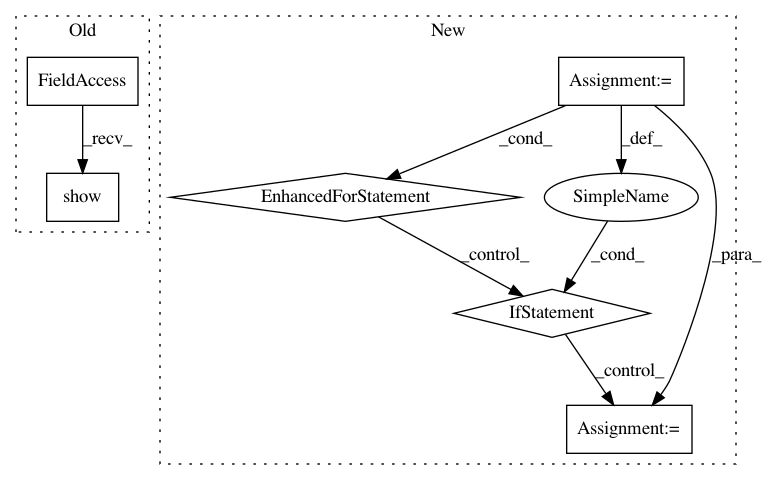 Old
New
FieldAccess
Assignment:=
_recv_
_cond_
_def_
show
EnhancedForStatement
SimpleName
_control_
_cond_
_para_
IfStatement
_control_
Assignment:=